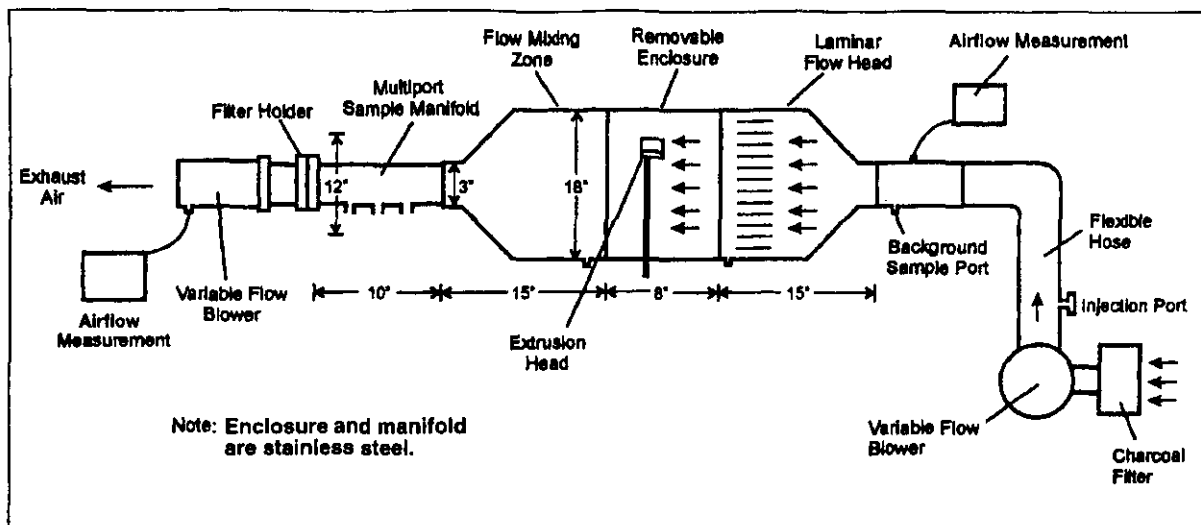 Flow Mixing
Zone
Removable
Enclosure
Laminar
Flow Head
Airflow Measurement
Multiport
Sample Manifold
Filter Holder
Exhaust
Air
12"
3"
18"
Background
Sample Port
Flexible
Hose
Injection Port
10"
15"
8"
15"
Variable Flow
Blower
Airflow
Measurement
Extrusion
Head
Note: Enclosure and manifold
are stainless steel.
Variable Flow
Blower
Charcoal
Filter